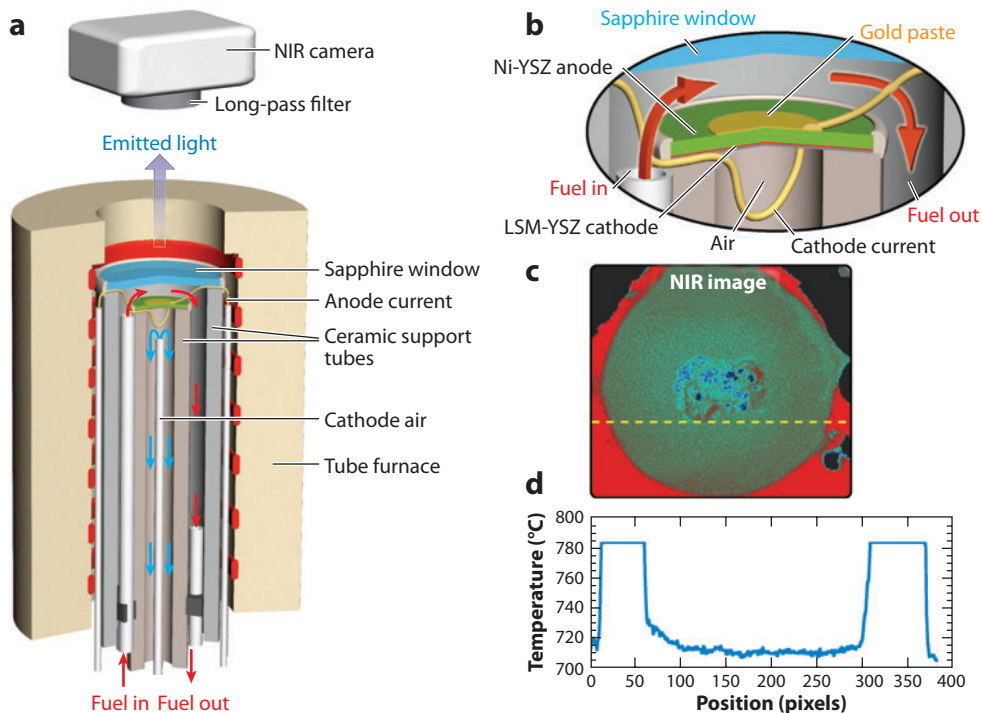 a
NIR camera
Long-pass filter
Emitted light
Sapphire window
Anode current
Ceramic support
tubes
Cathode air
Tube furnace
Fuel in
Fuel out
b
Sapphire window
Gold paste
Ni-YSZ anode
Fuel in
Fuel out
LSM-YSZ cathode
Air
Cathode current
c
NIR image
d
Temperature (°C)
800
780
760
740
720
700
0
50
100
150
200
250
300
350
400
Position (pixels)